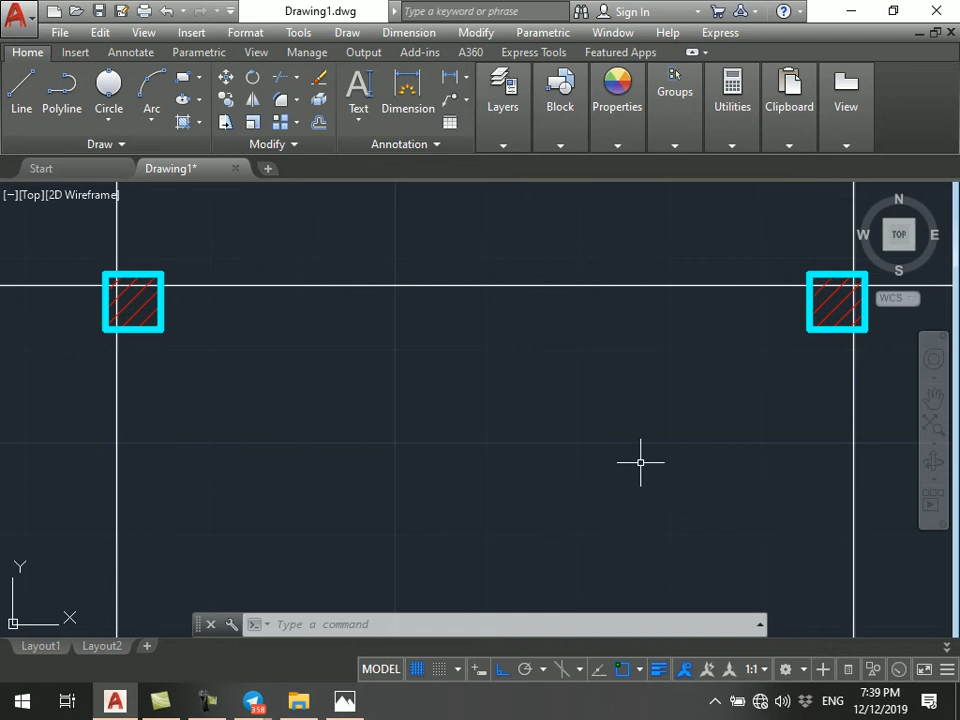 Drawing1.dwg
Type a keyword or phrase
Sign In
File Edit View Insert Format Tools Draw Dimension Modify Parametric Window Help Express
Home Insert Annotate Parametric View Manage Output Add-ins A360 Express Tools Featured Apps
Line Polyline Circle Arc Text Dimension Layers Block Properties Groups Utilities Clipboard View
Draw Modify Annotation
Start Drawing1*
[−][Top][2D Wireframe]
N
W TOP E
S
WCS
Y
X
Type a command
Layout1 Layout2
MODEL 1:1
358
ENG
7:39 PM
12/12/2019